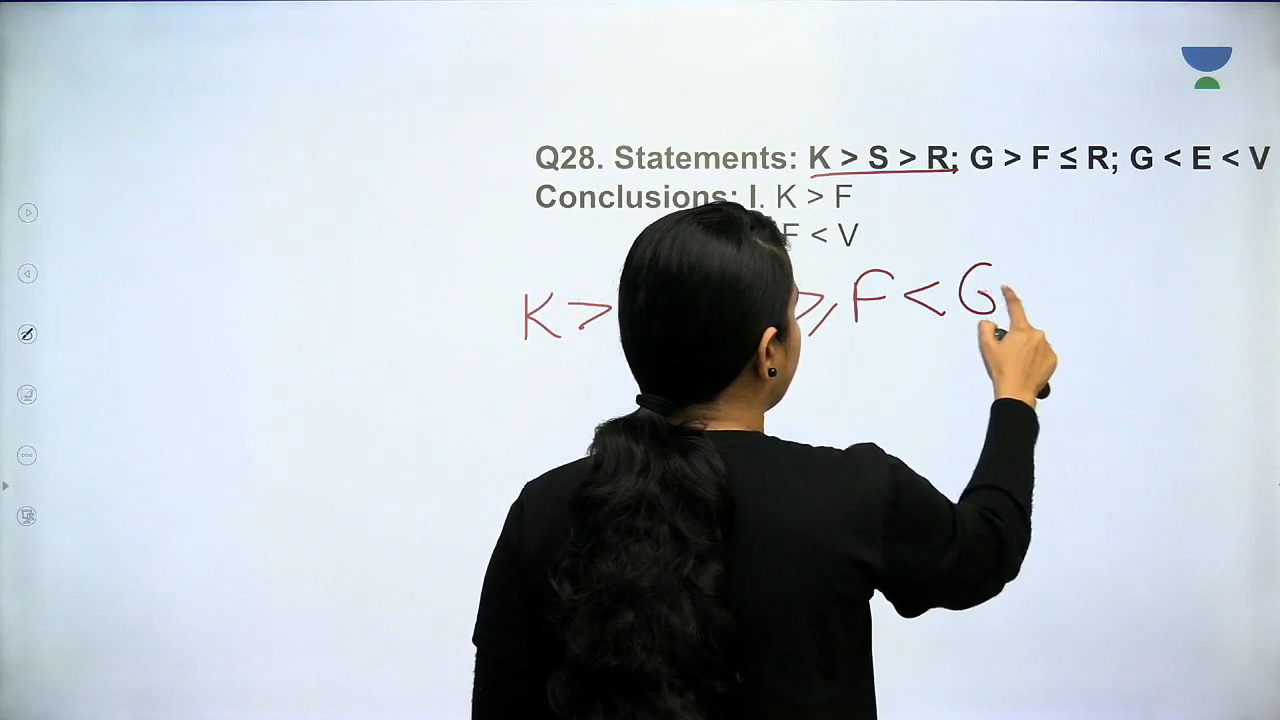 Q28. Statements: K > S > R; G > F ≤ R; G < E < V
Conclusions: I. K > F
F < V
K > ≥ F < G